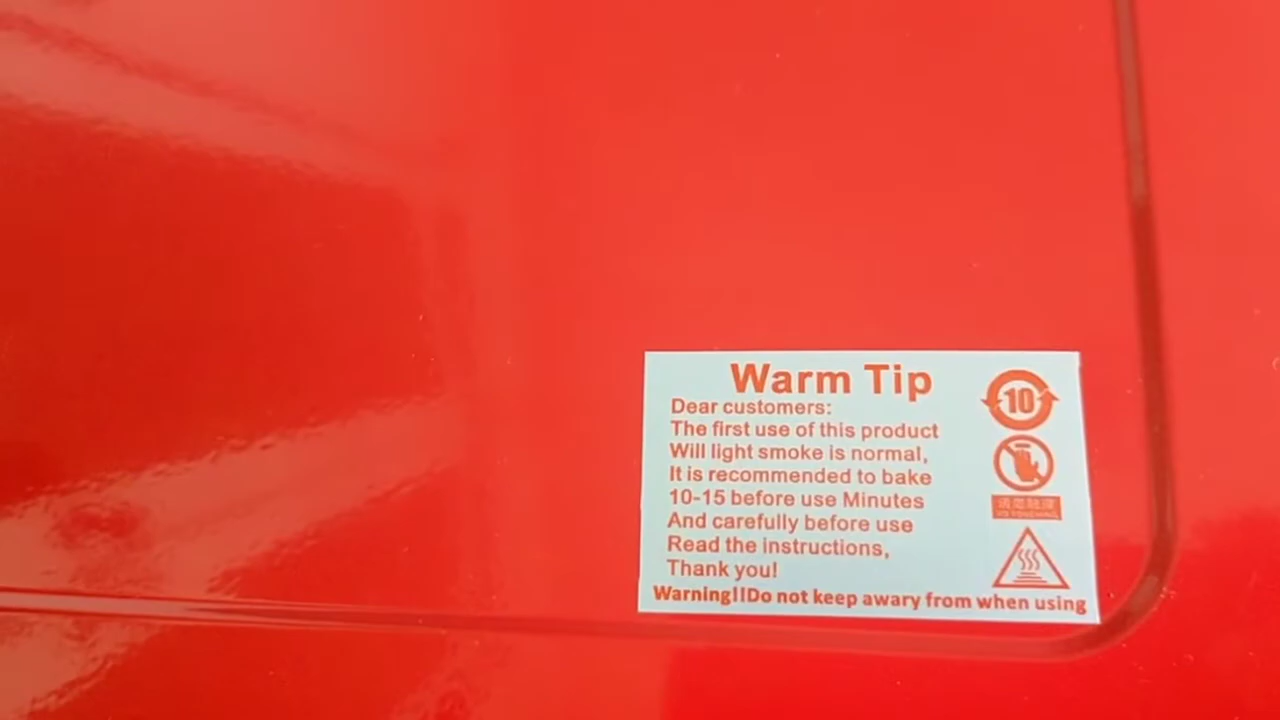 Warm Tip
Dear customers:
The first use of this product
Will light smoke is normal,
It is recommended to bake
10-15 before use Minutes
And carefully before use
Read the instructions,
Thank you!
Warning!!Do not keep awary from when using
10